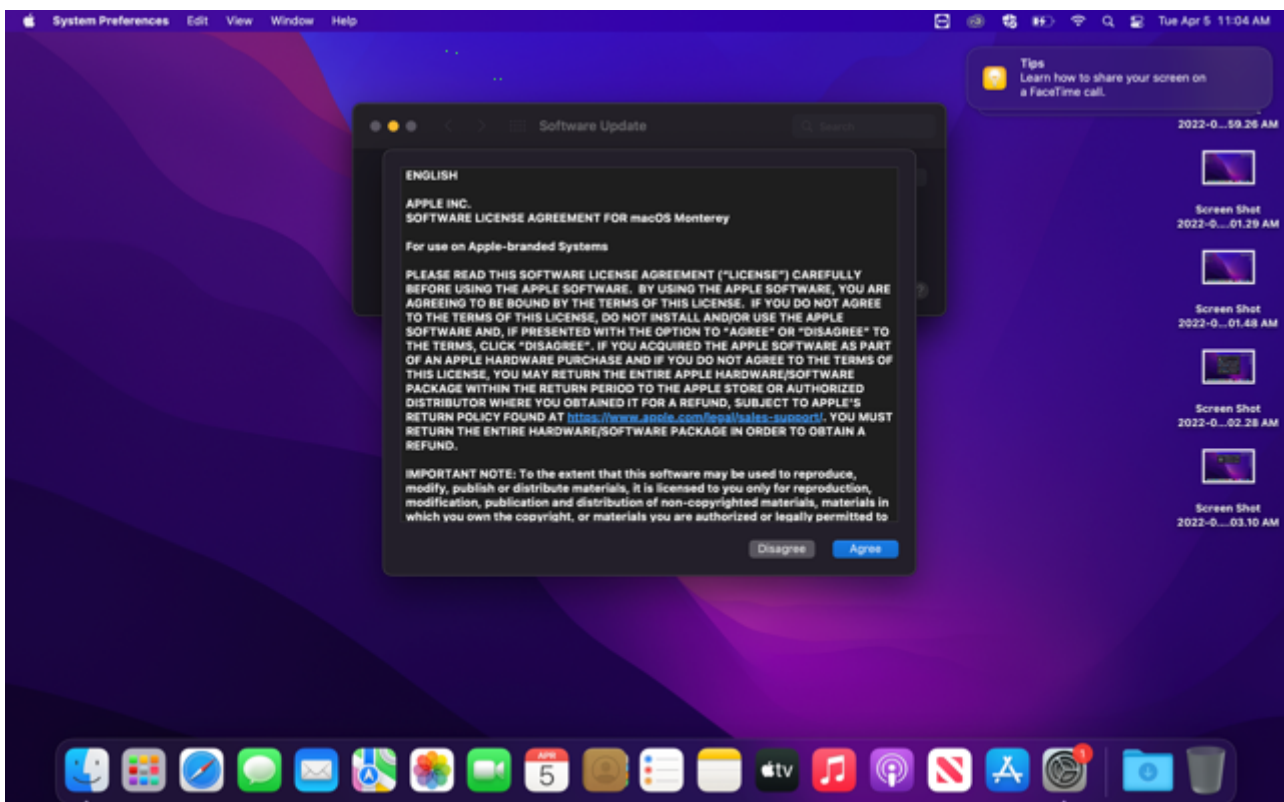 System Preferences Edit View Window Help
Tue Apr 5 11:04 AM
Tips
Learn how to share your screen on
a FaceTime call.
2022-0...59.26 AM
Software Update
Search
Screen Shot
2022-0....01.29 AM
Screen Shot
2022-0...01.48 AM
Screen Shot
2022-0...02.28 AM
Screen Shot
2022-0....03.10 AM
ENGLISH
APPLE INC.
SOFTWARE LICENSE AGREEMENT FOR macOS Monterey
For use on Apple-branded Systems
PLEASE READ THIS SOFTWARE LICENSE AGREEMENT (“LICENSE”) CAREFULLY
BEFORE USING THE APPLE SOFTWARE. BY USING THE APPLE SOFTWARE, YOU ARE
AGREEING TO BE BOUND BY THE TERMS OF THIS LICENSE. IF YOU DO NOT AGREE
TO THE TERMS OF THIS LICENSE, DO NOT INSTALL AND/OR USE THE APPLE
SOFTWARE AND, IF PRESENTED WITH THE OPTION TO “AGREE” OR “DISAGREE” TO
THE TERMS, CLICK “DISAGREE”. IF YOU ACQUIRED THE APPLE SOFTWARE AS PART
OF AN APPLE HARDWARE PURCHASE AND IF YOU DO NOT AGREE TO THE TERMS OF
THIS LICENSE, YOU MAY RETURN THE ENTIRE APPLE HARDWARE/SOFTWARE
PACKAGE WITHIN THE RETURN PERIOD TO THE APPLE STORE OR AUTHORIZED
DISTRIBUTOR WHERE YOU OBTAINED IT FOR A REFUND, SUBJECT TO APPLE’S
RETURN POLICY FOUND AT https://www.apple.com/legal/sales-support/. YOU MUST
RETURN THE ENTIRE HARDWARE/SOFTWARE PACKAGE IN ORDER TO OBTAIN A
REFUND.
IMPORTANT NOTE: To the extent that this software may be used to reproduce,
modify, publish or distribute materials, it is licensed to you only for reproduction,
modification, publication and distribution of non-copyrighted materials, materials in
which you own the copyright, or materials you are authorized or legally permitted to
Disagree Agree
APR
5
tv
1